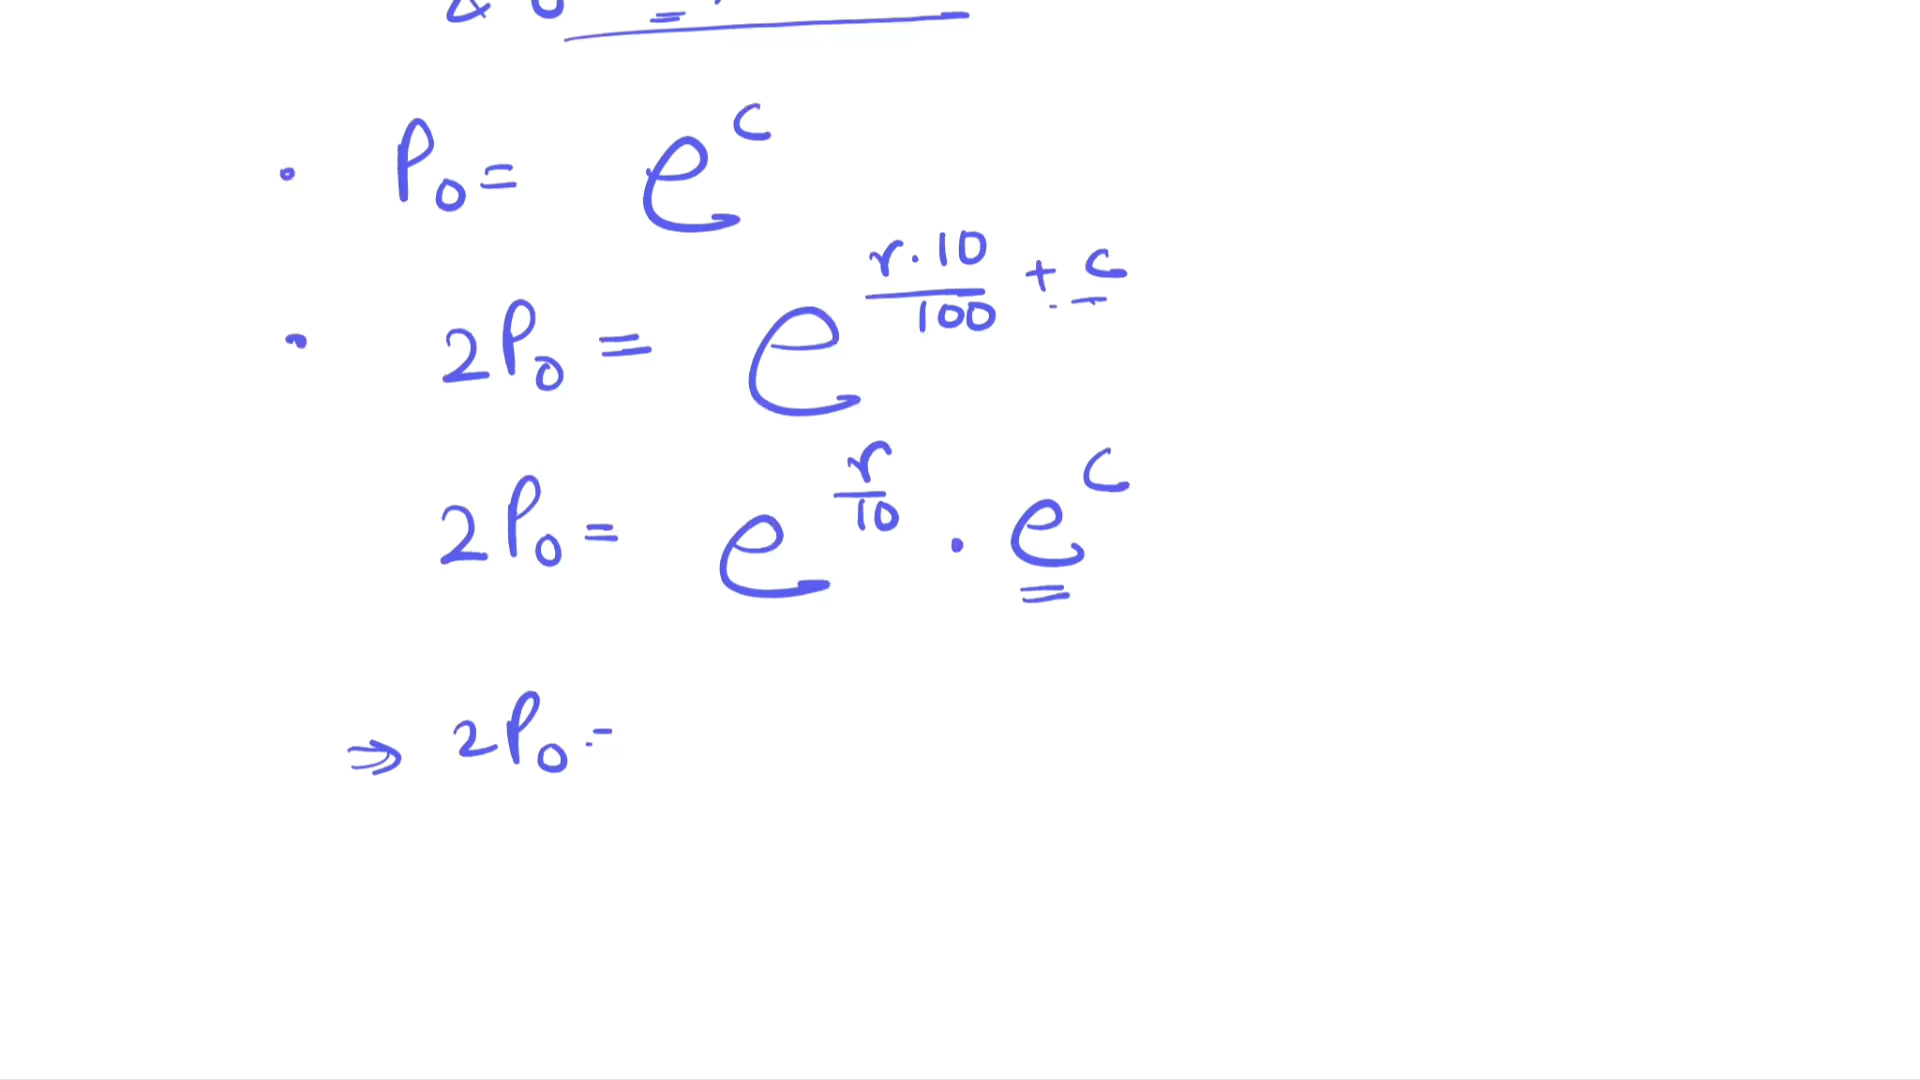 P₀ = e^c
2P₀ = e^(r·10/100 + c)
2P₀ = e^(r/10) · e^c
⇒ 2P₀ =